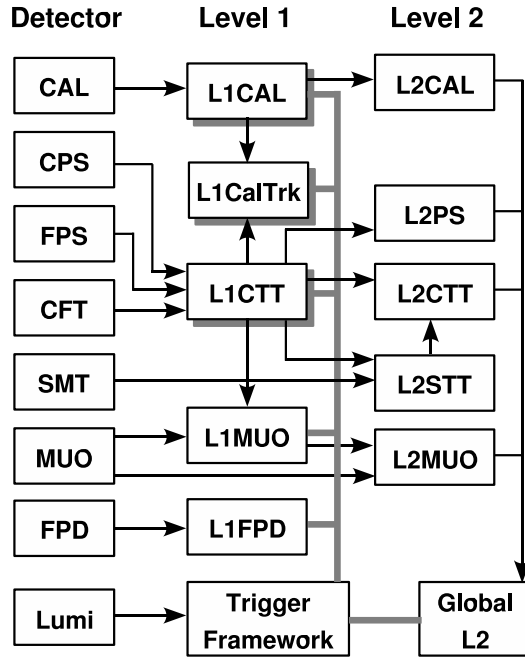 Detector Level 1 Level 2
CAL L1CAL L2CAL
CPS L1CalTrk
FPS L2PS
CFT L1CTT L2CTT
SMT L2STT
MUO L1MUO L2MUO
FPD L1FPD
Lumi Trigger Global
Framework L2